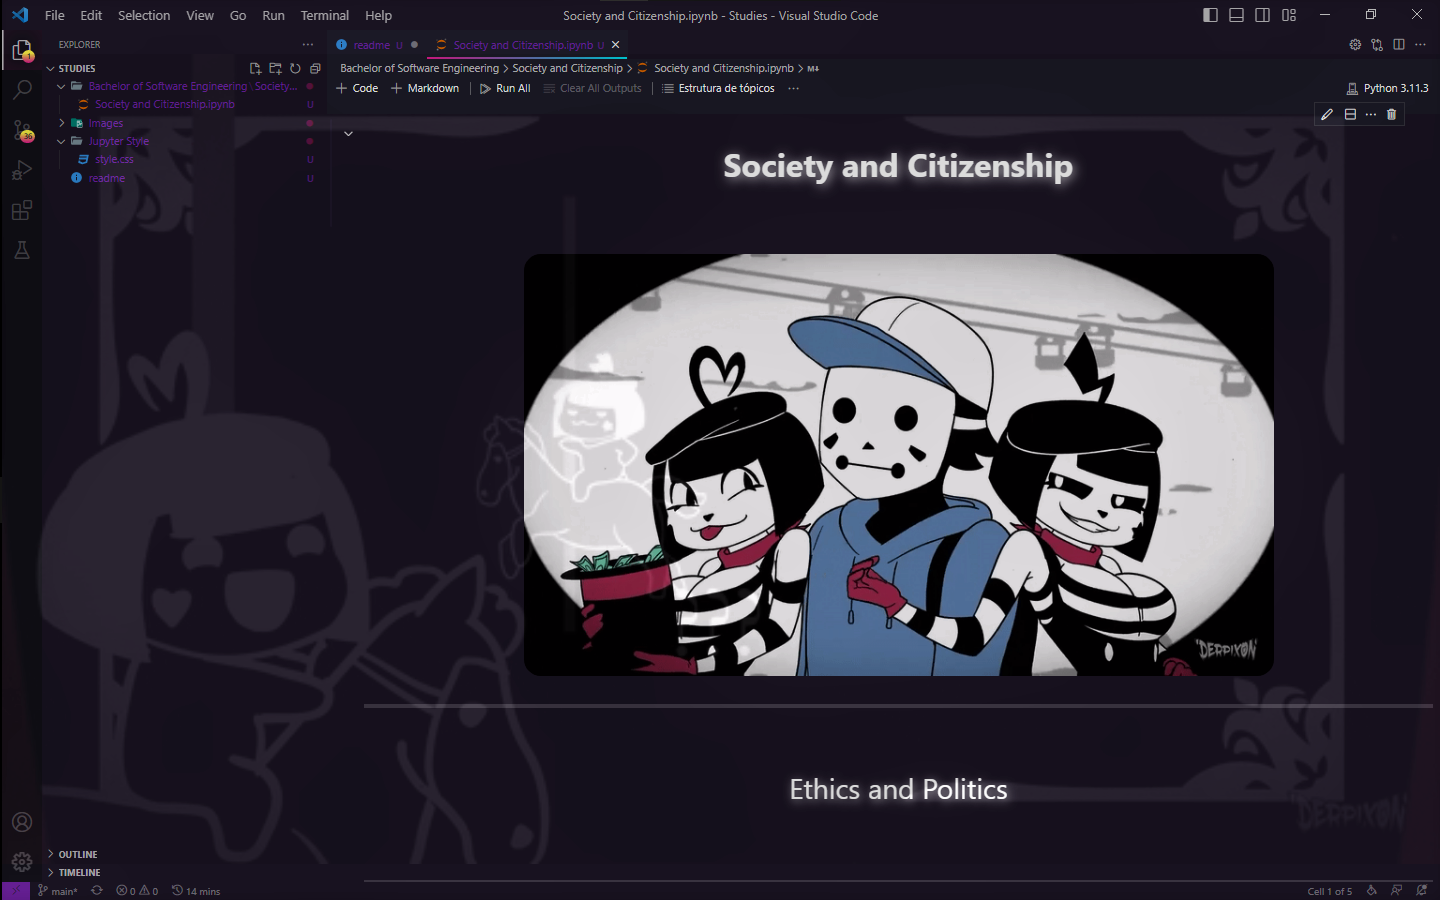 File Edit Selection View Go Run Terminal Help
Society and Citizenship.ipynb - Studies - Visual Studio Code
EXPLORER
readme U
Society and Citizenship.ipynb U
STUDIES
Bachelor of Software Engineering > Society and Citizenship > Society and Citizenship.ipynb > M↓
Bachelor of Software Engineering \ Society...
Code Markdown Run All Clear All Outputs Estrutura de tópicos ... Python 3.11.3
Society and Citizenship.ipynb U
Images
Jupyter Style
style.css U
readme U
1
36
Society and Citizenship
"DERPIXON"
Ethics and Politics
"DERPIXON"
OUTLINE
TIMELINE
main* 0 0 14 mins Cell 1 of 5